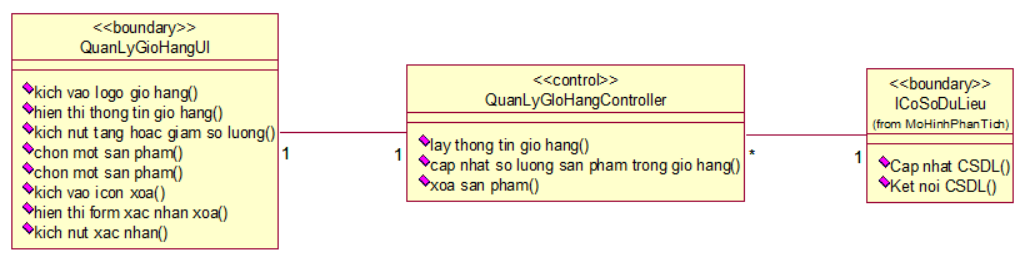 <<boundary>>
QuanLyGioHangUI
kich vao logo gio hang()
hien thi thong tin gio hang()
kich nut tang hoac giam so luong()
chon mot san pham()
chon mot san pham()
kich vao icon xoa()
hien thi form xac nhan xoa()
kich nut xac nhan()
1
1
<<control>>
QuanLyGIoHangController
lay thong tin gio hang()
cap nhat so luong san pham trong gio hang()
xoa san pham()
*
1
<<boundary>>
ICoSoDuLieu
(from MoHinhPhanTich)
Cap nhat CSDL()
Ket noi CSDL()